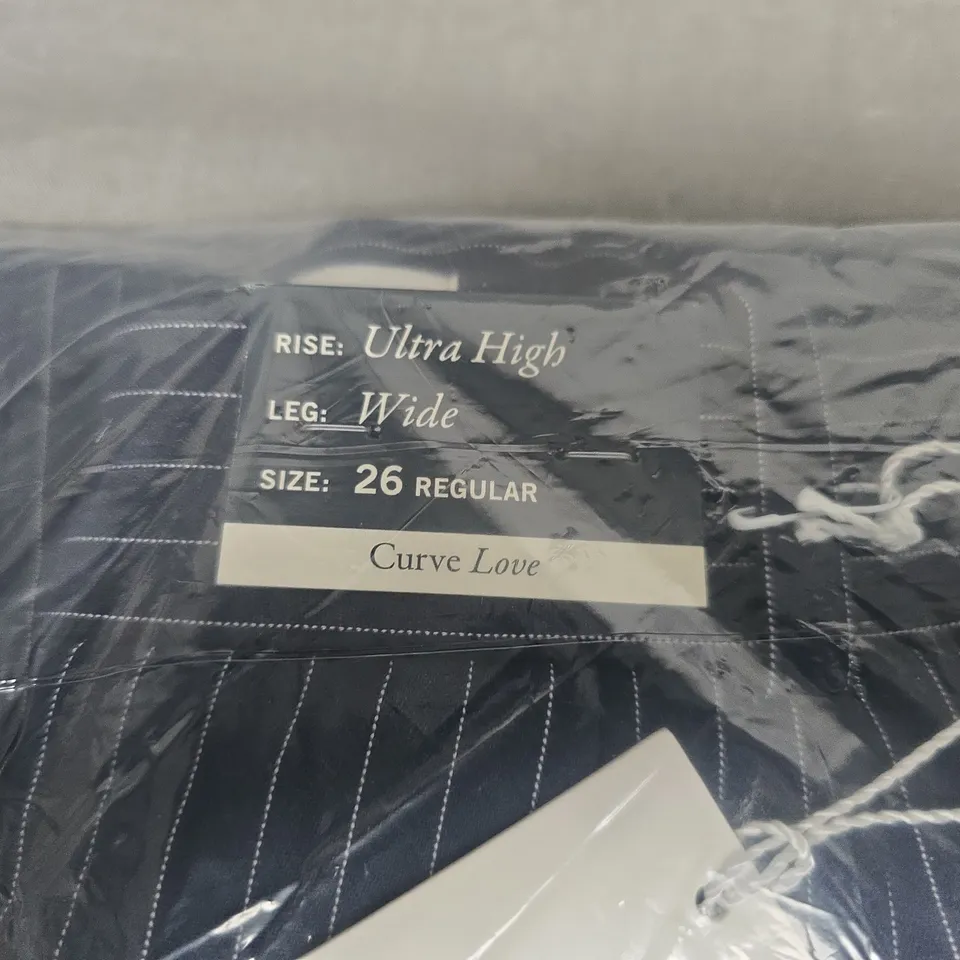 RISE: Ultra High
LEG: Wide
SIZE: 26 REGULAR
Curve Love